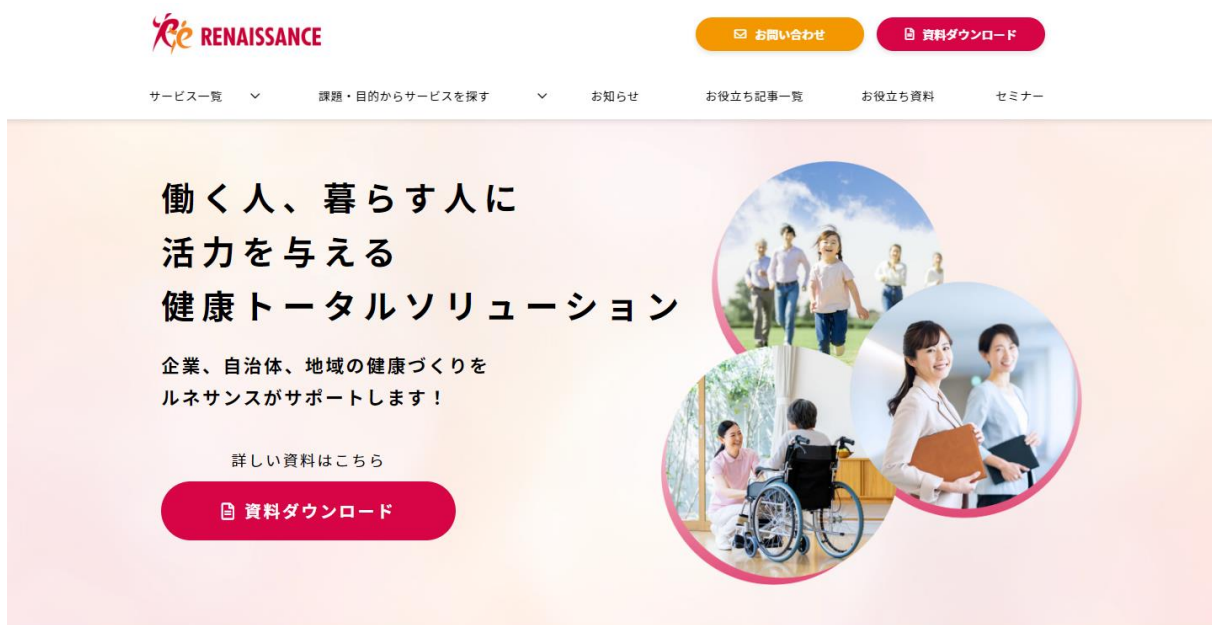 RENAISSANCE
お問い合わせ
資料ダウンロード
サービス一覧
課題・目的からサービスを探す
お知らせ
お役立ち記事一覧
お役立ち資料
セミナー
働く人、暮らす人に
活力を与える
健康トータルソリューション
企業、自治体、地域の健康づくりを
ルネサンスがサポートします！
詳しい資料はこちら
資料ダウンロード